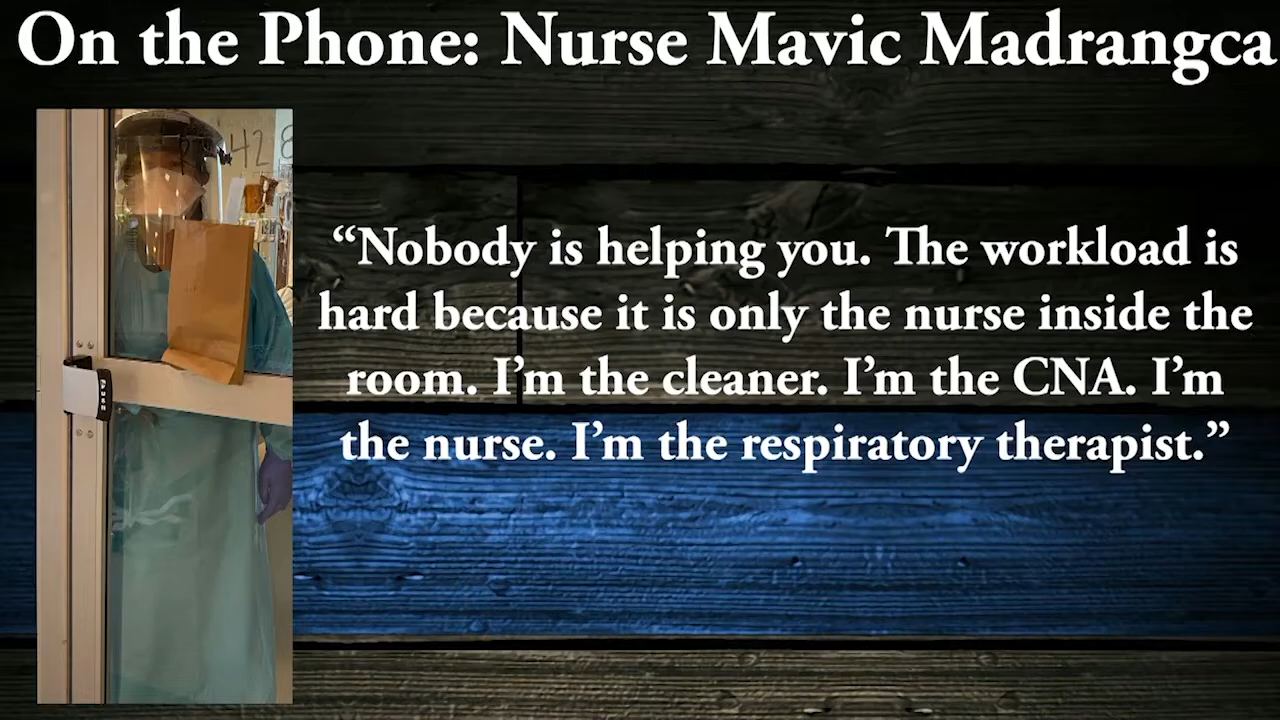 On the Phone: Nurse Mavic Madrangca
“Nobody is helping you. The workload is
hard because it is only the nurse inside the
room. I’m the cleaner. I’m the CNA. I’m
the nurse. I’m the respiratory therapist.”
PUSH